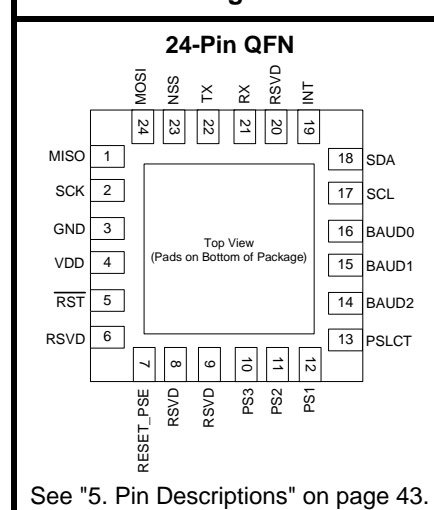 24-Pin QFN
MOSI
NSS
TX
RX
RSVD
INT
24
23
22
21
20
19
MISO 1
SCK 2
GND 3
VDD 4
RST 5
RSVD 6
18 SDA
17 SCL
16 BAUD0
15 BAUD1
14 BAUD2
13 PSLCT
Top View
(Pads on Bottom of Package)
7
8
9
10
11
12
RESET_PSE
RSVD
RSVD
PS3
PS2
PS1
See "5. Pin Descriptions" on page 43.